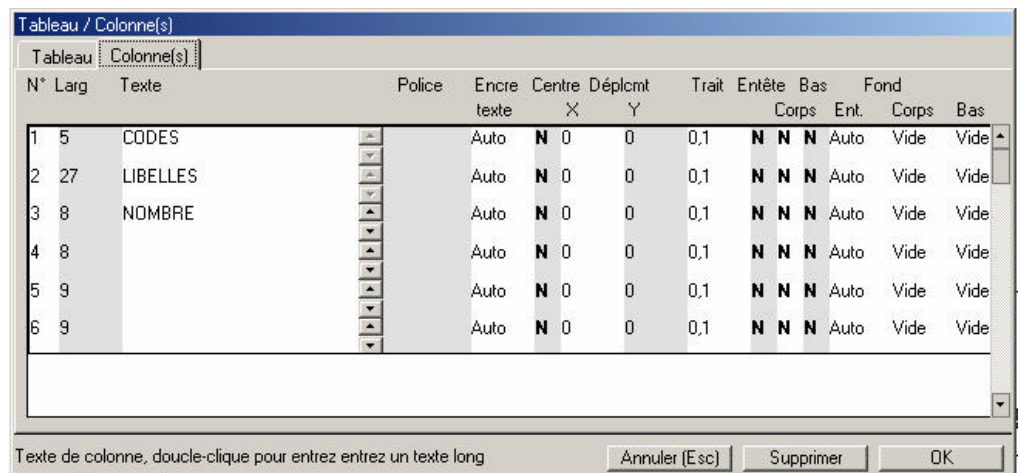 Tableau / Colonne(s)
Tableau Colonne(s)
N° Larg Texte Police Encre Centre Déplcmt Trait Entête Bas Fond
texte X Y Corps Ent. Corps Bas
1 5 CODES Auto N 0 0 0,1 N N N Auto Vide Vide
2 27 LIBELLES Auto N 0 0 0,1 N N N Auto Vide Vide
3 8 NOMBRE Auto N 0 0 0,1 N N N Auto Vide Vide
4 8 Auto N 0 0 0,1 N N N Auto Vide Vide
5 9 Auto N 0 0 0,1 N N N Auto Vide Vide
6 9 Auto N 0 0 0,1 N N N Auto Vide Vide
Texte de colonne, doucle-clique pour entrez entrez un texte long Annuler (Esc) Supprimer OK